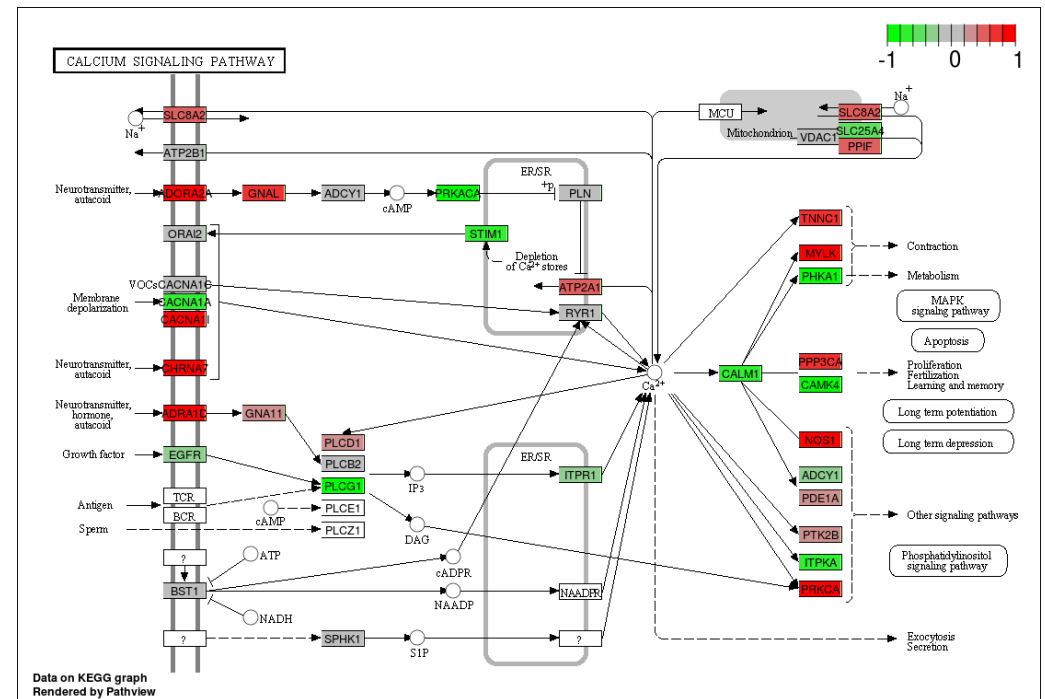 -1 0 1
CALCIUM SIGNALING PATHWAY
Na+
SLC8A2
ATP2B1
Neurotransmitter,
autacoid
ADORA2A
GNAL
ADCY1
cAMP
PRKACA
ER/SR
+p
PLN
ORAI2
STIM1
Depletion
of Ca2+ stores
VOCs
CACNA1G
Membrane
depolarization
CACNA1A
CACNA1I
ATP2A1
RYR1
Neurotransmitter,
autacoid
CHRNA7
Neurotransmitter,
hormone,
autacoid
ADRA1D
GNA11
PLCD1
PLCB2
Growth factor
EGFR
PLCG1
IP3
ER/SR
ITPR1
Antigen
TCR
BCR
cAMP
PLCE1
Sperm
PLCZ1
DAG
?
ATP
cADPR
BST1
NAADP
NAADPR
NADH
?
SPHK1
S1P
?
MCU
Mitochondrion
VDAC1
SLC8A2
Na+
SLC25A4
PPIF
Ca2+
CALM1
TNNC1
MYLK
PHKA1
Contraction
Metabolism
MAPK
signaling pathway
Apoptosis
PPP3CA
CAMK4
Proliferation
Fertilization
Learning and memory
Long term potentiation
Long term depression
NOS1
ADCY1
PDE1A
PTK2B
ITPKA
PRKCA
Other signaling pathways
Phosphatidylinositol
signaling pathway
Exocytosis
Secretion
Data on KEGG graph
Rendered by Pathview